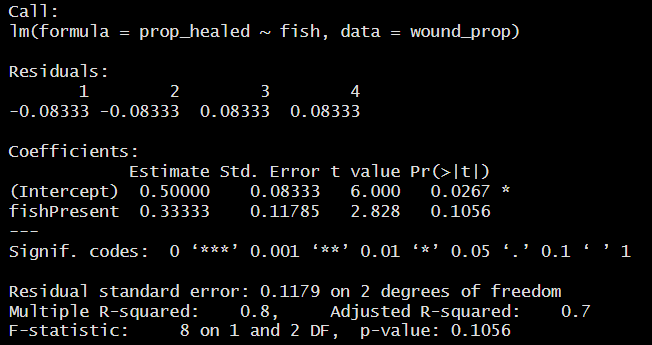 Call:
lm(formula = prop_healed ~ fish, data = wound_prop)
Residuals:
1 2 3 4
-0.08333 -0.08333 0.08333 0.08333
Coefficients:
Estimate Std. Error t value Pr(>|t|)
(Intercept) 0.50000 0.08333 6.000 0.0267 *
fishPresent 0.33333 0.11785 2.828 0.1056
---
Signif. codes: 0 ‘***’ 0.001 ‘**’ 0.01 ‘*’ 0.05 ‘.’ 0.1 ‘ ’ 1
Residual standard error: 0.1179 on 2 degrees of freedom
Multiple R-squared: 0.8, Adjusted R-squared: 0.7
F-statistic: 8 on 1 and 2 DF, p-value: 0.1056